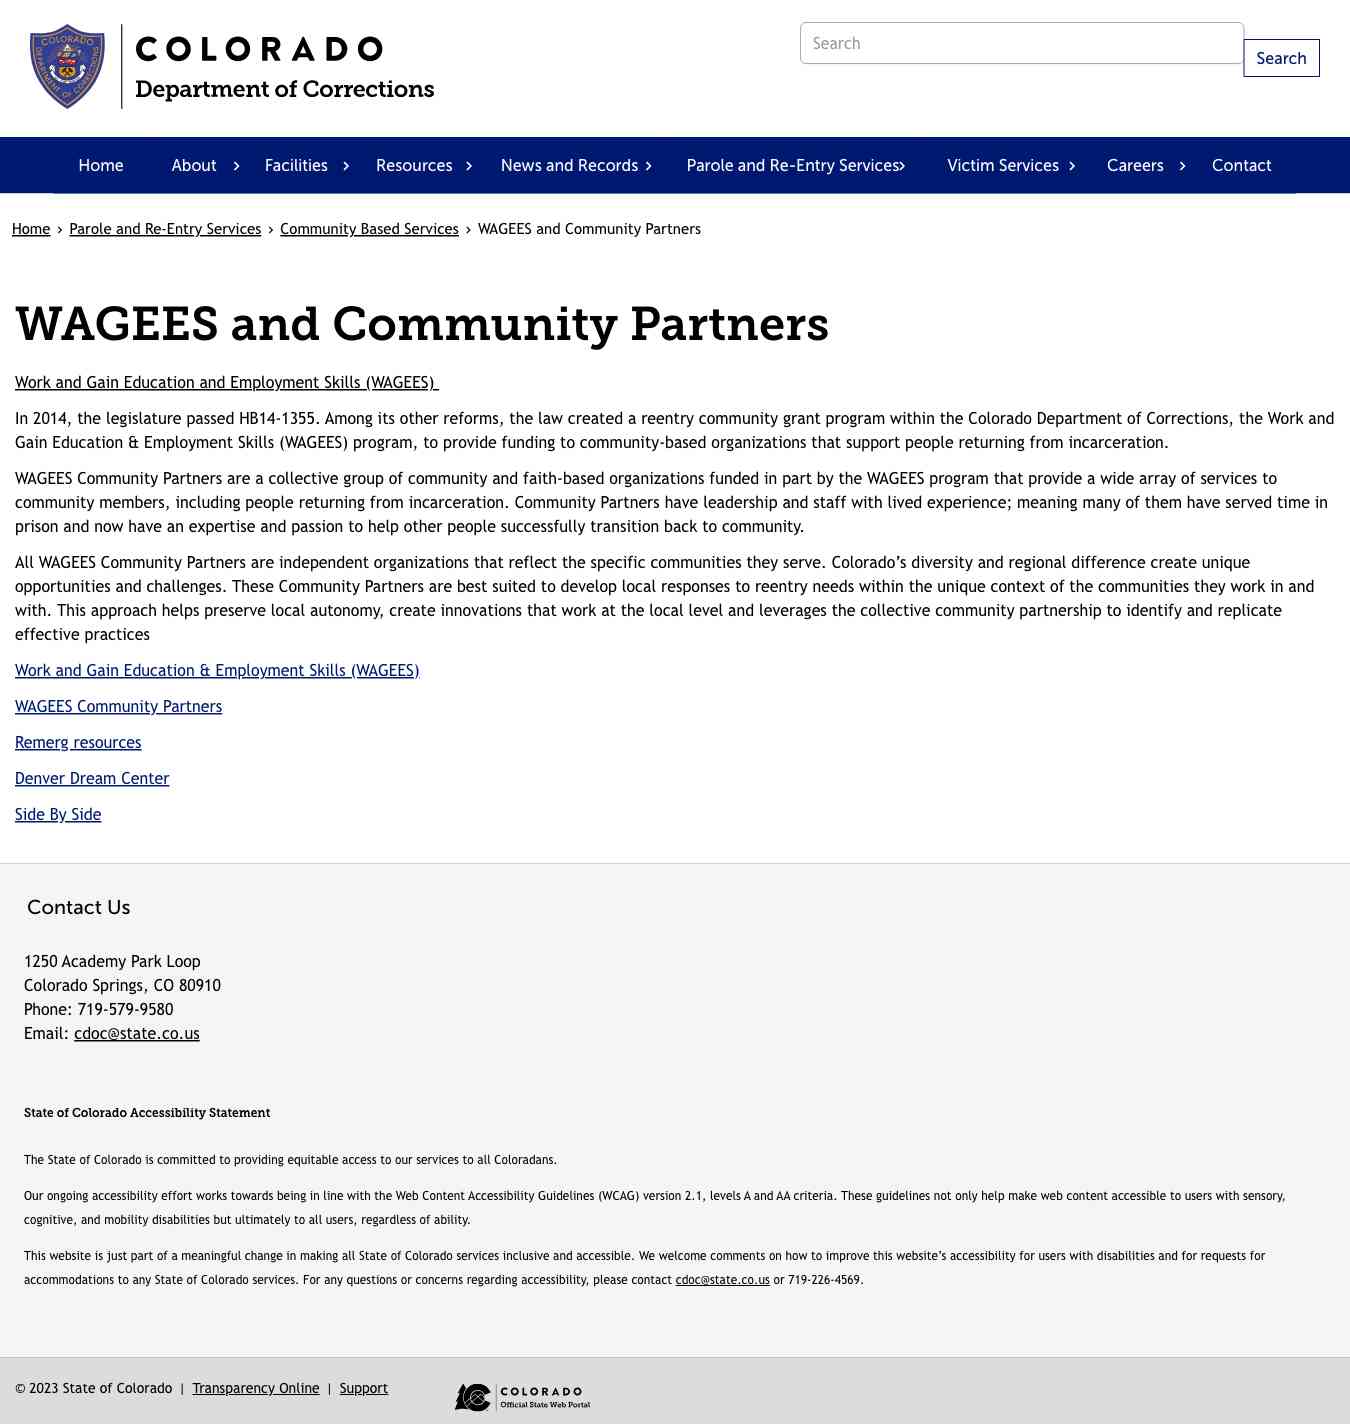 COLORADO
Department of Corrections
Search
Search
Home About Facilities Resources News and Records Parole and Re-Entry Services Victim Services Careers Contact
Home › Parole and Re-Entry Services › Community Based Services › WAGEES and Community Partners
WAGEES and Community Partners
Work and Gain Education and Employment Skills (WAGEES)
In 2014, the legislature passed HB14-1355. Among its other reforms, the law created a reentry community grant program within the Colorado Department of Corrections, the Work and
Gain Education & Employment Skills (WAGEES) program, to provide funding to community-based organizations that support people returning from incarceration.
WAGEES Community Partners are a collective group of community and faith-based organizations funded in part by the WAGEES program that provide a wide array of services to
community members, including people returning from incarceration. Community Partners have leadership and staff with lived experience; meaning many of them have served time in
prison and now have an expertise and passion to help other people successfully transition back to community.
All WAGEES Community Partners are independent organizations that reflect the specific communities they serve. Colorado’s diversity and regional difference create unique
opportunities and challenges. These Community Partners are best suited to develop local responses to reentry needs within the unique context of the communities they work in and
with. This approach helps preserve local autonomy, create innovations that work at the local level and leverages the collective community partnership to identify and replicate
effective practices
Work and Gain Education & Employment Skills (WAGEES)
WAGEES Community Partners
Remerg resources
Denver Dream Center
Side By Side
Contact Us
1250 Academy Park Loop
Colorado Springs, CO 80910
Phone: 719-579-9580
Email: cdoc@state.co.us
State of Colorado Accessibility Statement
The State of Colorado is committed to providing equitable access to our services to all Coloradans.
Our ongoing accessibility effort works towards being in line with the Web Content Accessibility Guidelines (WCAG) version 2.1, levels A and AA criteria. These guidelines not only help make web content accessible to users with sensory,
cognitive, and mobility disabilities but ultimately to all users, regardless of ability.
This website is just part of a meaningful change in making all State of Colorado services inclusive and accessible. We welcome comments on how to improve this website’s accessibility for users with disabilities and for requests for
accommodations to any State of Colorado services. For any questions or concerns regarding accessibility, please contact cdoc@state.co.us or 719-226-4569.
© 2023 State of Colorado | Transparency Online | Support
COLORADO
Official State Web Portal